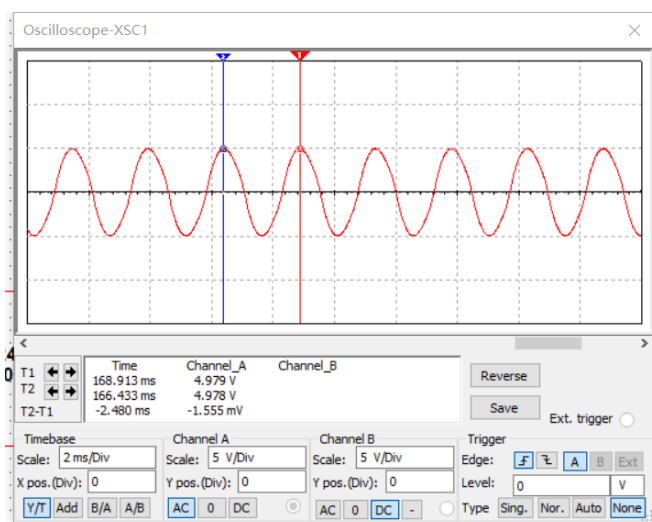 Oscilloscope-XSC1
2
1
Time Channel_A Channel_B
T1 168.913 ms 4.979 V
T2 166.433 ms 4.978 V
T2-T1 -2.480 ms -1.555 mV
Reverse
Save
Ext. trigger
Timebase
Scale: 2 ms/Div
X pos.(Div): 0
Y/T Add B/A A/B
Channel A
Scale: 5 V/Div
Y pos.(Div): 0
AC 0 DC
Channel B
Scale: 5 V/Div
Y pos.(Div): 0
AC 0 DC -
Trigger
Edge: A B Ext
Level: 0 V
Type Sing. Nor. Auto None